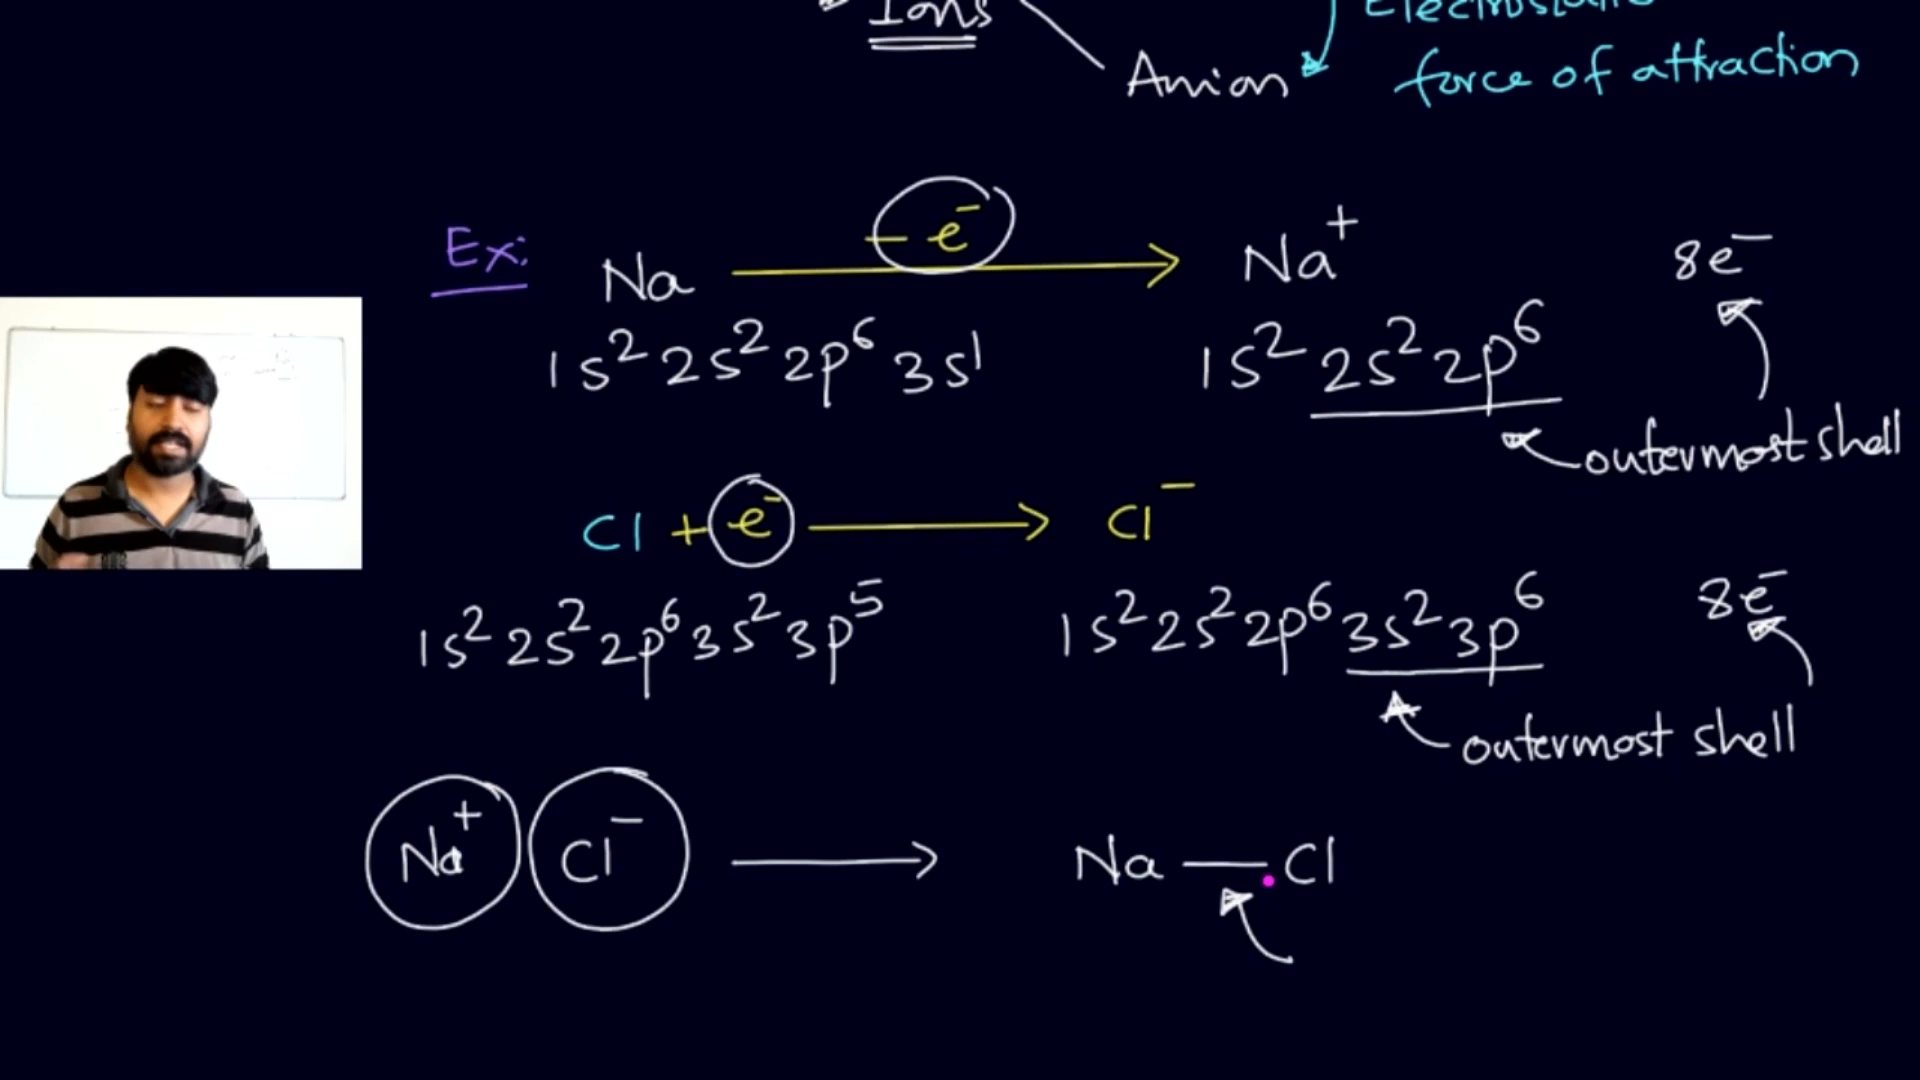 Ions
Electrostatic
Anion
force of attraction
Ex:
– e⁻
Na ⟶ Na⁺
8e⁻
1s² 2s² 2p⁶ 3s¹
1s² 2s² 2p⁶
outermost shell
Cl + e⁻ ⟶ Cl⁻
1s² 2s² 2p⁶ 3s² 3p⁵
1s² 2s² 2p⁶ 3s² 3p⁶
8e⁻
outermost shell
Na⁺ Cl⁻ ⟶ Na — Cl